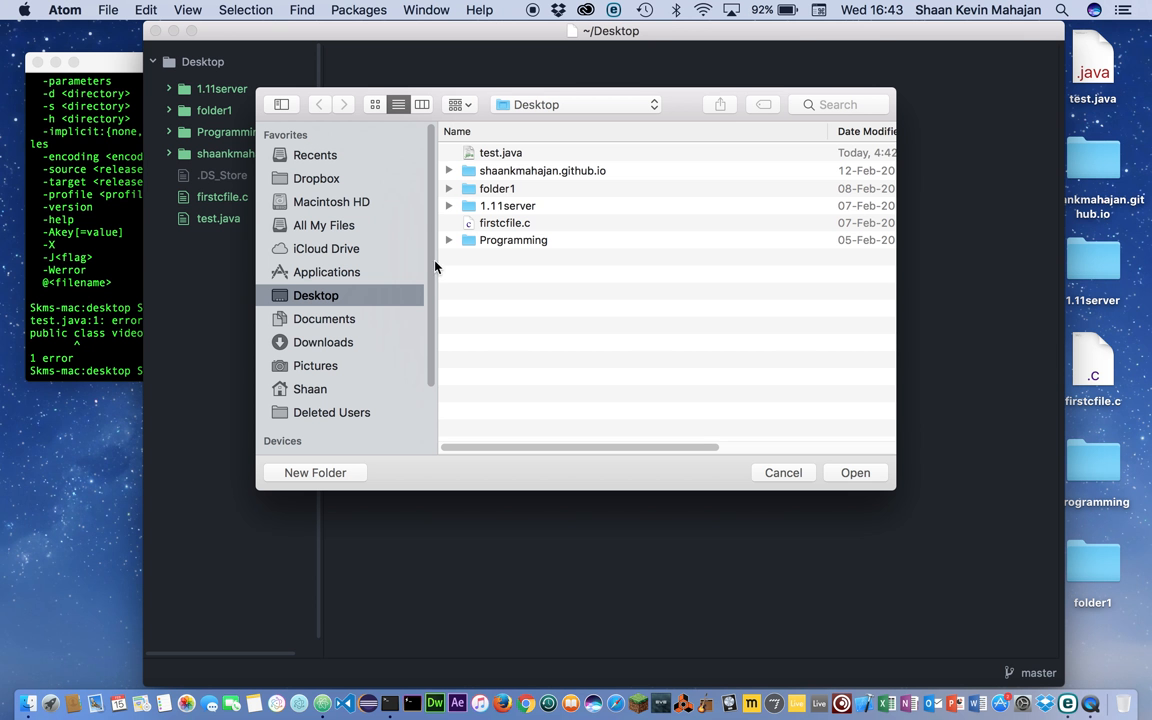 Atom File Edit View Selection Find Packages Window Help 92% Wed 16:43 Shaan Kevin Mahajan
~/Desktop
-parameters
-d <directory>
-s <directory>
-h <directory>
-implicit:{none,
les
-encoding <encod
-source <release
-target <release
-profile <profil
-version
-help
-Akey[=value]
-X
-J<flag>
-Werror
@<filename>
Skms-mac:desktop S
test.java:1: error
public class video
^
1 error
Skms-mac:desktop S
Desktop
1.11server
folder1
Programmi
shaankmah
.DS_Store
firstcfile.c
test.java
Desktop
Search
Favorites
Recents
Dropbox
Macintosh HD
All My Files
iCloud Drive
Applications
Desktop
Documents
Downloads
Pictures
Shaan
Deleted Users
Devices
Name Date Modifie
test.java Today, 4:42
shaankmahajan.github.io 12-Feb-20
folder1 08-Feb-20
1.11server 07-Feb-20
firstcfile.c 07-Feb-20
Programming 05-Feb-20
New Folder Cancel Open
master
.java
test.java
ankmahajan.git
hub.io
1.11server
.C
firstcfile.c
rogramming
folder1